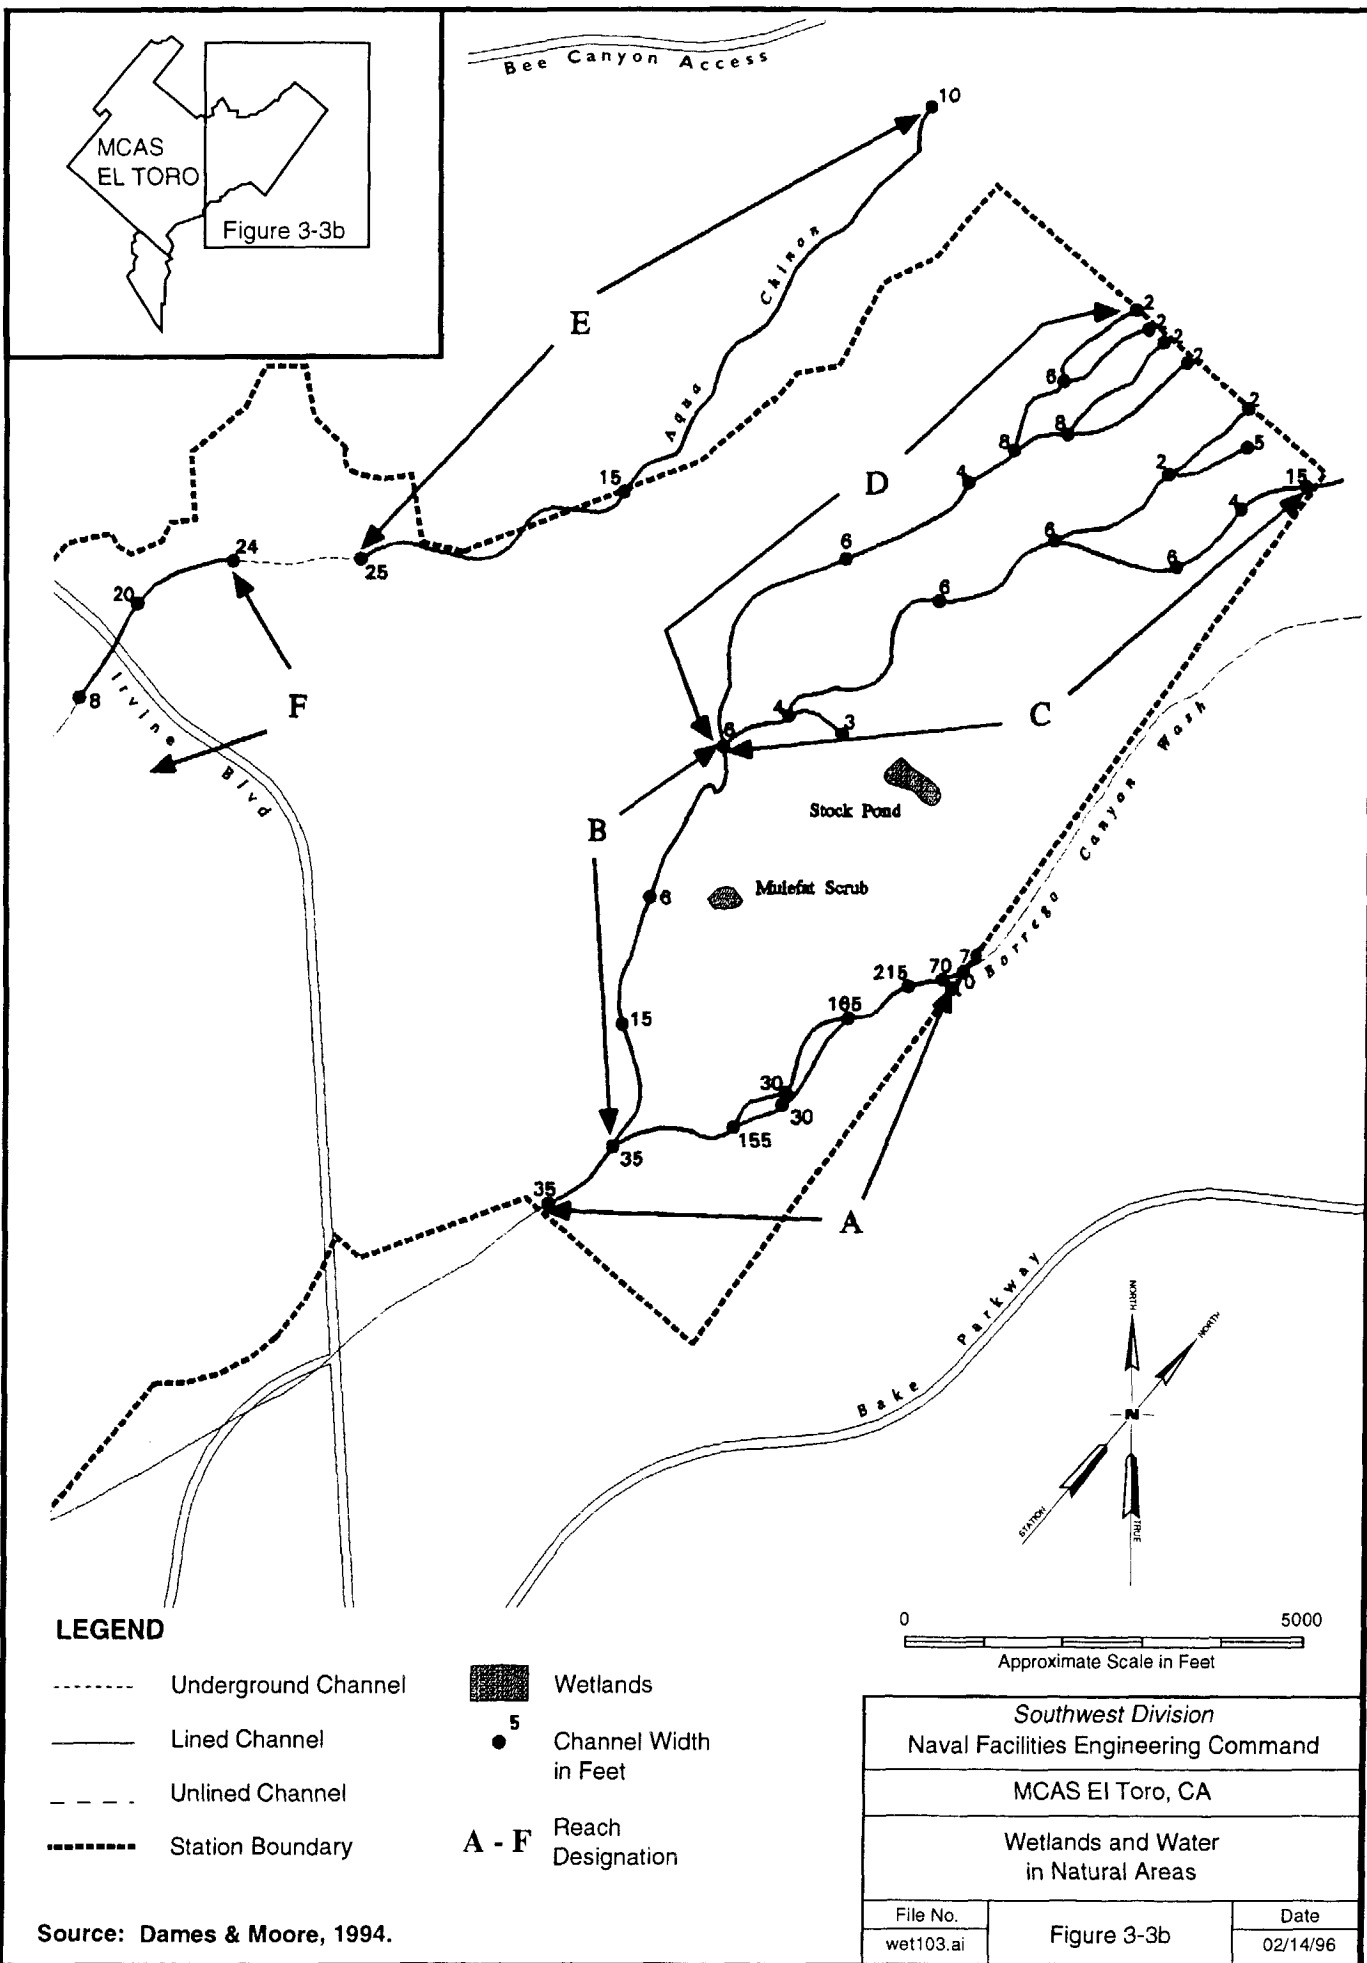 Bee Canyon Access
MCAS
EL TORO
Figure 3-3b
10
E
Aqua Chinon
2
2
2
2
6
8
8
2
5
2
15
4
D
4
15
6
6
6
24
25
20
6
8
F
Irvine Blvd
4
3
6
C
Stock Pond
B
Borrego Canyon Wash
6
Mulefat Scrub
7
70
215
165
15
30
30
155
35
35
A
Bake Parkway
NORTH
NORTH
N
STATION
TRUE
LEGEND
Underground Channel
Lined Channel
Unlined Channel
Station Boundary
Wetlands
5
Channel Width
in Feet
A - F
Reach
Designation
0
5000
Approximate Scale in Feet
Southwest Division
Naval Facilities Engineering Command
MCAS El Toro, CA
Wetlands and Water
in Natural Areas
File No.
wet103.ai
Figure 3-3b
Date
02/14/96
Source: Dames & Moore, 1994.